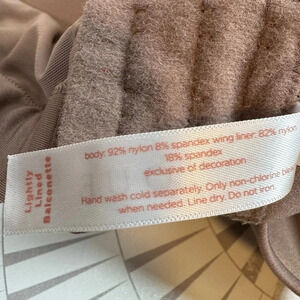 Lightly
Lined
Balconette
body: 92% nylon 8% spandex wing liner: 82% nylon
18% spandex
exclusive of decoration
Hand wash cold separately. Only non-chlorine
when needed. Line dry. Do not iron.